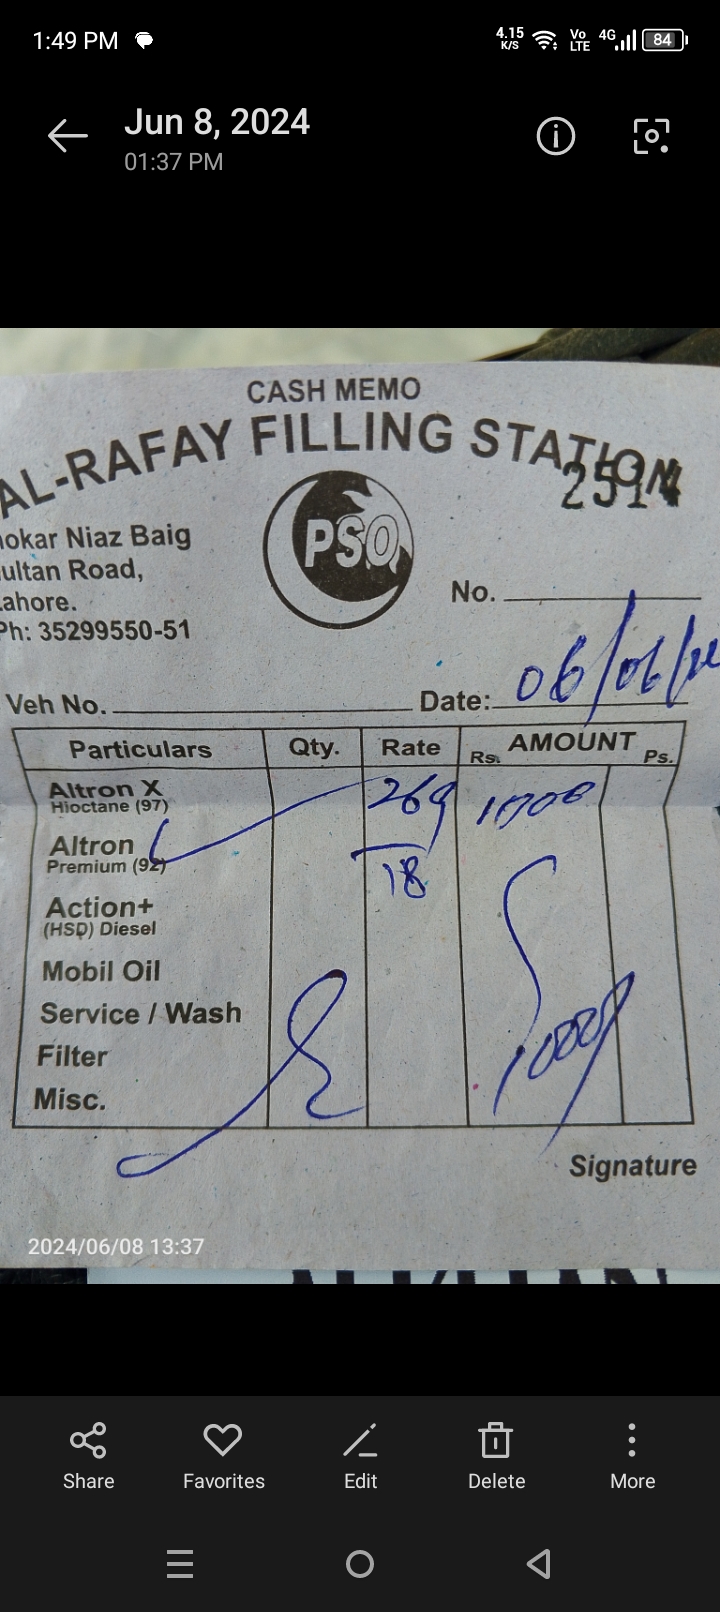 1:49 PM 4.15 K/S Vo LTE 4G 84
Jun 8, 2024
01:37 PM
CASH MEMO
AL-RAFAY FILLING STATION
2514
okar Niaz Baig
ultan Road,
ahore.
Ph: 35299550-51
PSO
No.
Veh No. Date: 06/06/24
Particulars Qty. Rate AMOUNT Rs. Ps.
Altron X 269 1000
Hioctane (97)
Altron
Premium (92) 18
Action+
(HSD) Diesel
Mobil Oil
Service / Wash
Filter 1000
Misc.
Signature
2024/06/08 13:37
Share Favorites Edit Delete More